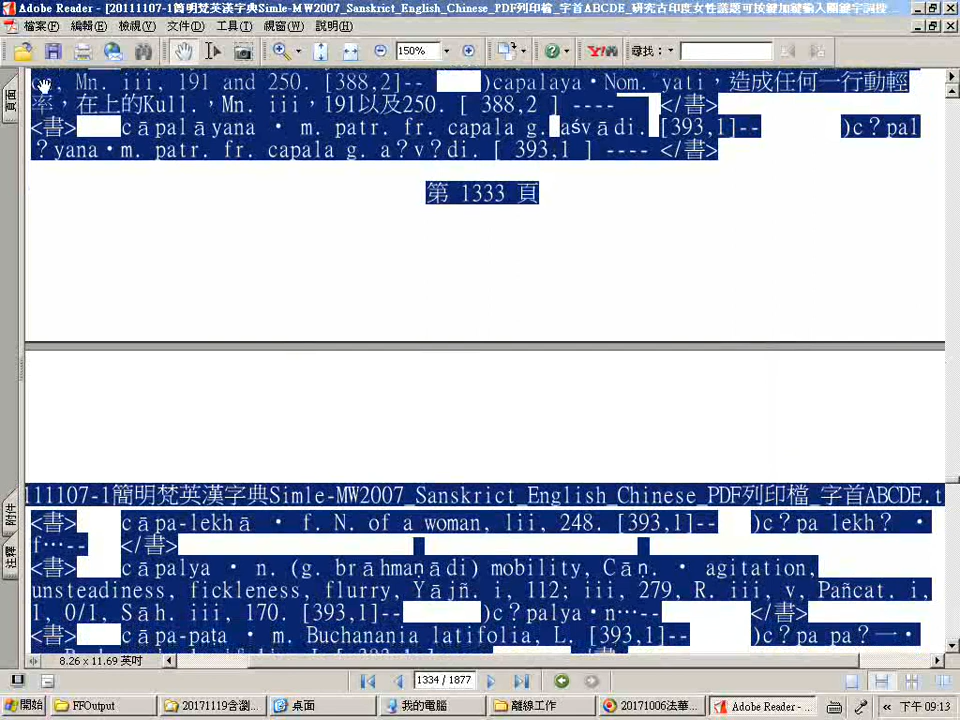 Adobe Reader - [20111107-1簡明梵英漢字典Simle-MW2007_Sanskrict_English_Chinese_PDF列印檔_字首ABCDE_研究古印度女性議題可按鍵加鍵輸入關鍵字詞搜
檔案(F) 編輯(E) 檢視(V) 文件(D) 工具(T) 視窗(W) 說明(H)
150% Y! 尋找：
頁面
Mn. iii, 191 and 250. [388,2]-- )capalaya·Nom. °yati，造成任何一行動輕
率，在上的Kull.，Mn. iii，191以及250. [ 388,2 ] ---- </書>
<書> cāpalāyana · m. patr. fr. capala g. aśvādi. [393,1]-- )c?pal
?yana·m. patr. fr. capala g. a?v?di. [ 393,1 ] ---- </書>
第 1333 頁
111107-1簡明梵英漢字典Simle-MW2007_Sanskrict_English_Chinese_PDF列印檔_字首ABCDE.t
<書> cāpa-lekhā · f. N. of a woman, lii, 248. [393,1]-- )c?pa lekh? ·
f…-- </書>
<書> cāpalya · n. (g. brāhmaṇādi) mobility, Cāṇ. · agitation,
unsteadiness, fickleness, flurry, Yājñ. i, 112; iii, 279, R. iii, v, Pañcat. i,
1, 0/1, Sāh. iii, 170. [393,1]-- )c?palya·n…-- </書>
<書> cāpa-pata · m. Buchanania latifolia, L. [393,1]-- )c?pa pa?一·
附件
注釋
8.26 x 11.69 英吋
1334 / 1877
開始 FFOutput 20171119含瀏... 桌面 我的電腦 離線工作 20171006法華... Adobe Reader - ... 下午 09:13